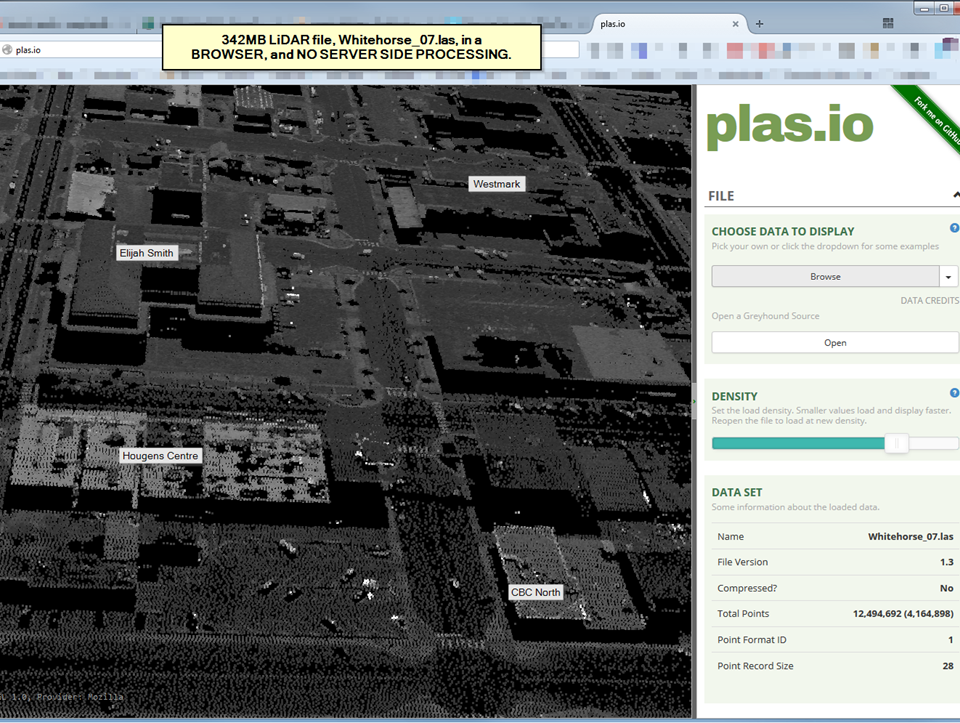 plas.io
plas.io
342MB LiDAR file, Whitehorse_07.las, in a
BROWSER, and NO SERVER SIDE PROCESSING.
plas.io
Fork me on GitHub
Westmark
Elijah Smith
Hougens Centre
CBC North
1.0, Provider: Mozilla
FILE
CHOOSE DATA TO DISPLAY
Pick your own or click the dropdown for some examples
Browse
DATA CREDITS
Open a Greyhound Source
Open
DENSITY
Set the load density. Smaller values load and display faster.
Reopen the file to load at new density.
DATA SET
Some information about the loaded data.
Name Whitehorse_07.las
File Version 1.3
Compressed? No
Total Points 12,494,692 (4,164,898)
Point Format ID 1
Point Record Size 28